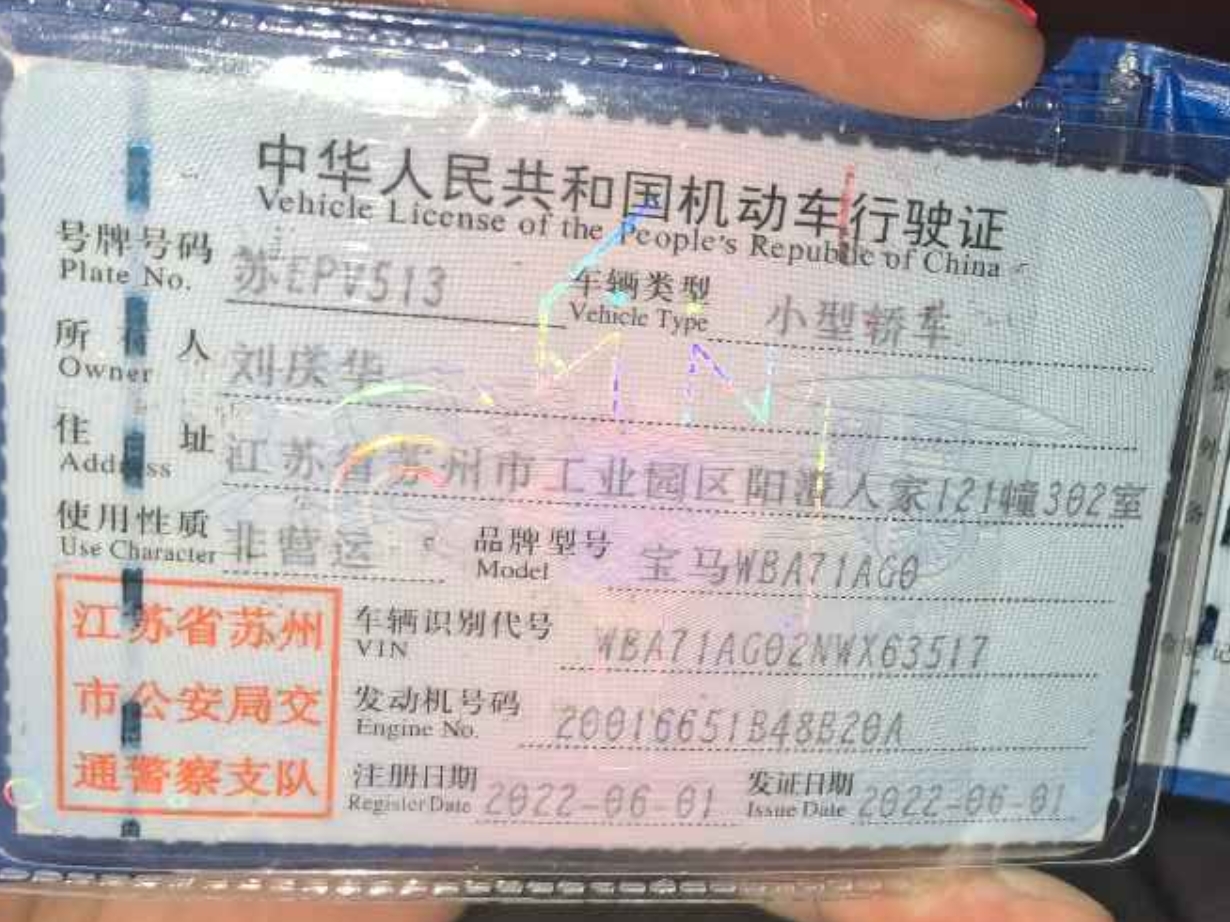 中华人民共和国机动车行驶证
Vehicle License of the People's Republic of China
号牌号码 苏EPV513 车辆类型 小型轿车
Plate No. Vehicle Type
所有人 刘庆华
Owner
住址 江苏省苏州市工业园区阳澄人家121幢302室
Address
使用性质 非营运 品牌型号 宝马WBA71AG0
Use Character Model
江苏省苏州
市公安局交
通警察支队
车辆识别代号 WBA71AG02NWX63517
VIN
发动机号码 20016651B48B20A
Engine No.
注册日期 2022-06-01 发证日期 2022-06-01
Register Date Issue Date